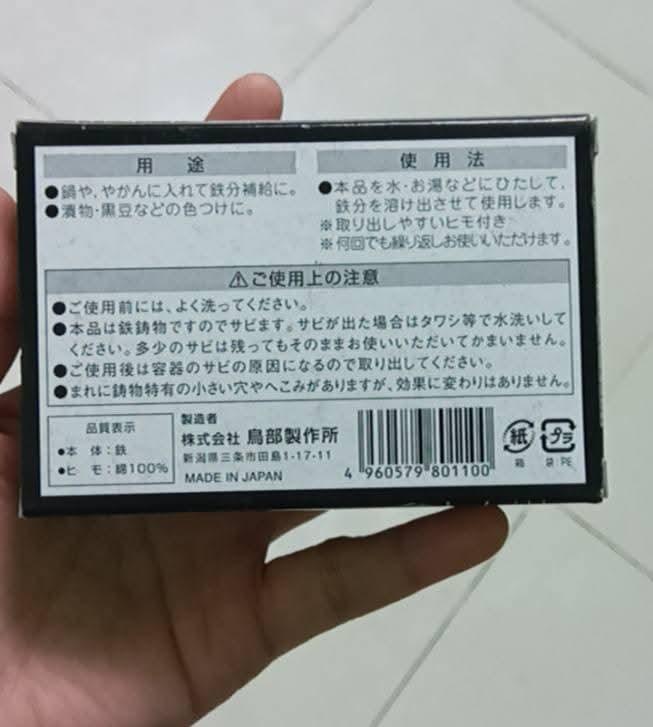 用途
●鍋や、やかんに入れて鉄分補給に。
●漬物・黒豆などの色つけに。
使用法
●本品を水・お湯などにひたして、
鉄分を溶け出させて使用します。
※取り出しやすいヒモ付き
※何回でも繰り返しお使いいただけます。
⚠ご使用上の注意
●ご使用前には、よく洗ってください。
●本品は鉄鋳物ですのでサビます。サビが出た場合はタワシ等で水洗いして
ください。多少のサビは残ってもそのままお使いいただいてかまいません。
●ご使用後は容器のサビの原因になるので取り出してください。
●まれに鋳物特有の小さい穴やへこみがありますが、効果に変わりはありません。
品質表示
●本体：鉄
●ヒモ：綿100%
製造者
株式会社 鳥部製作所
新潟県三条市田島1-17-11
MADE IN JAPAN
4 960579 801100
紙
箱
プラ
袋：PE